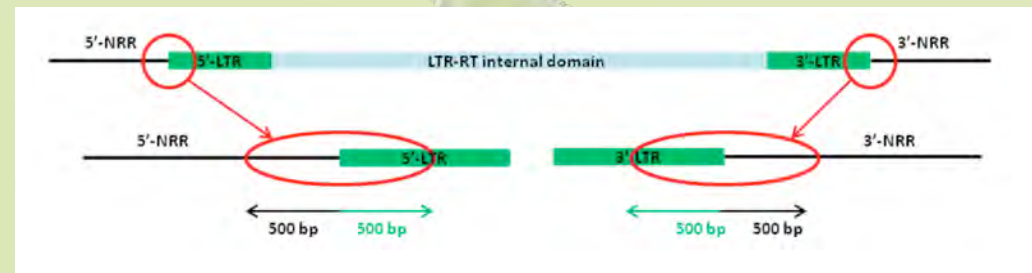 5'-NRR 3'-NRR
5'-LTR LTR-RT internal domain 3'-LTR
5'-NRR 3'-NRR
5'-LTR 3'-LTR
500 bp 500 bp 500 bp 500 bp